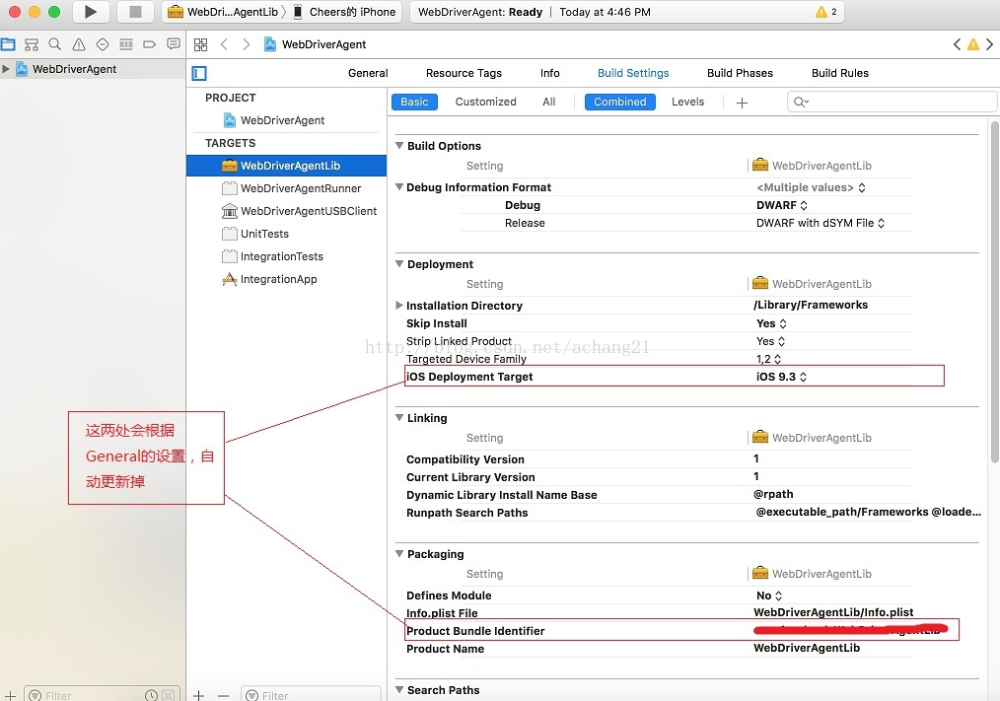 WebDri...AgentLib
Cheers的 iPhone
WebDriverAgent: Ready | Today at 4:46 PM
2
WebDriverAgent
WebDriverAgent
General
Resource Tags
Info
Build Settings
Build Phases
Build Rules
PROJECT
WebDriverAgent
TARGETS
WebDriverAgentLib
WebDriverAgentRunner
WebDriverAgentUSBClient
UnitTests
IntegrationTests
IntegrationApp
Basic
Customized
All
Combined
Levels
Build Options
Setting
WebDriverAgentLib
Debug Information Format
<Multiple values>
Debug
DWARF
Release
DWARF with dSYM File
Deployment
Setting
WebDriverAgentLib
Installation Directory
/Library/Frameworks
Skip Install
Yes
Strip Linked Product
Yes
http://blog.csdn.net/achang21
Targeted Device Family
1,2
iOS Deployment Target
iOS 9.3
这两处会根据
General的设置，自
动更新掉
Linking
Setting
WebDriverAgentLib
Compatibility Version
1
Current Library Version
1
Dynamic Library Install Name Base
@rpath
Runpath Search Paths
@executable_path/Frameworks @loade...
Packaging
Setting
WebDriverAgentLib
Defines Module
No
Info.plist File
WebDriverAgentLib/Info.plist
Product Bundle Identifier
Product Name
WebDriverAgentLib
Search Paths
Filter
Filter